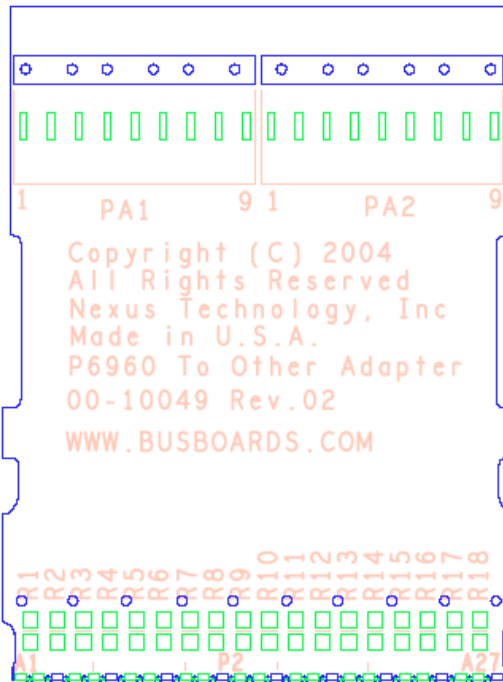 1 PA1 9 1 PA2 9
Copyright (C) 2004
All Rights Reserved
Nexus Technology, Inc
Made in U.S.A.
P6960 To Other Adapter
00-10049 Rev.02
WWW.BUSBOARDS.COM
R1 R2 R3 R4 R5 R6 R7 R8 R9 R10 R11 R12 R13 R14 R15 R16 R17 R18
A1 P2 A27